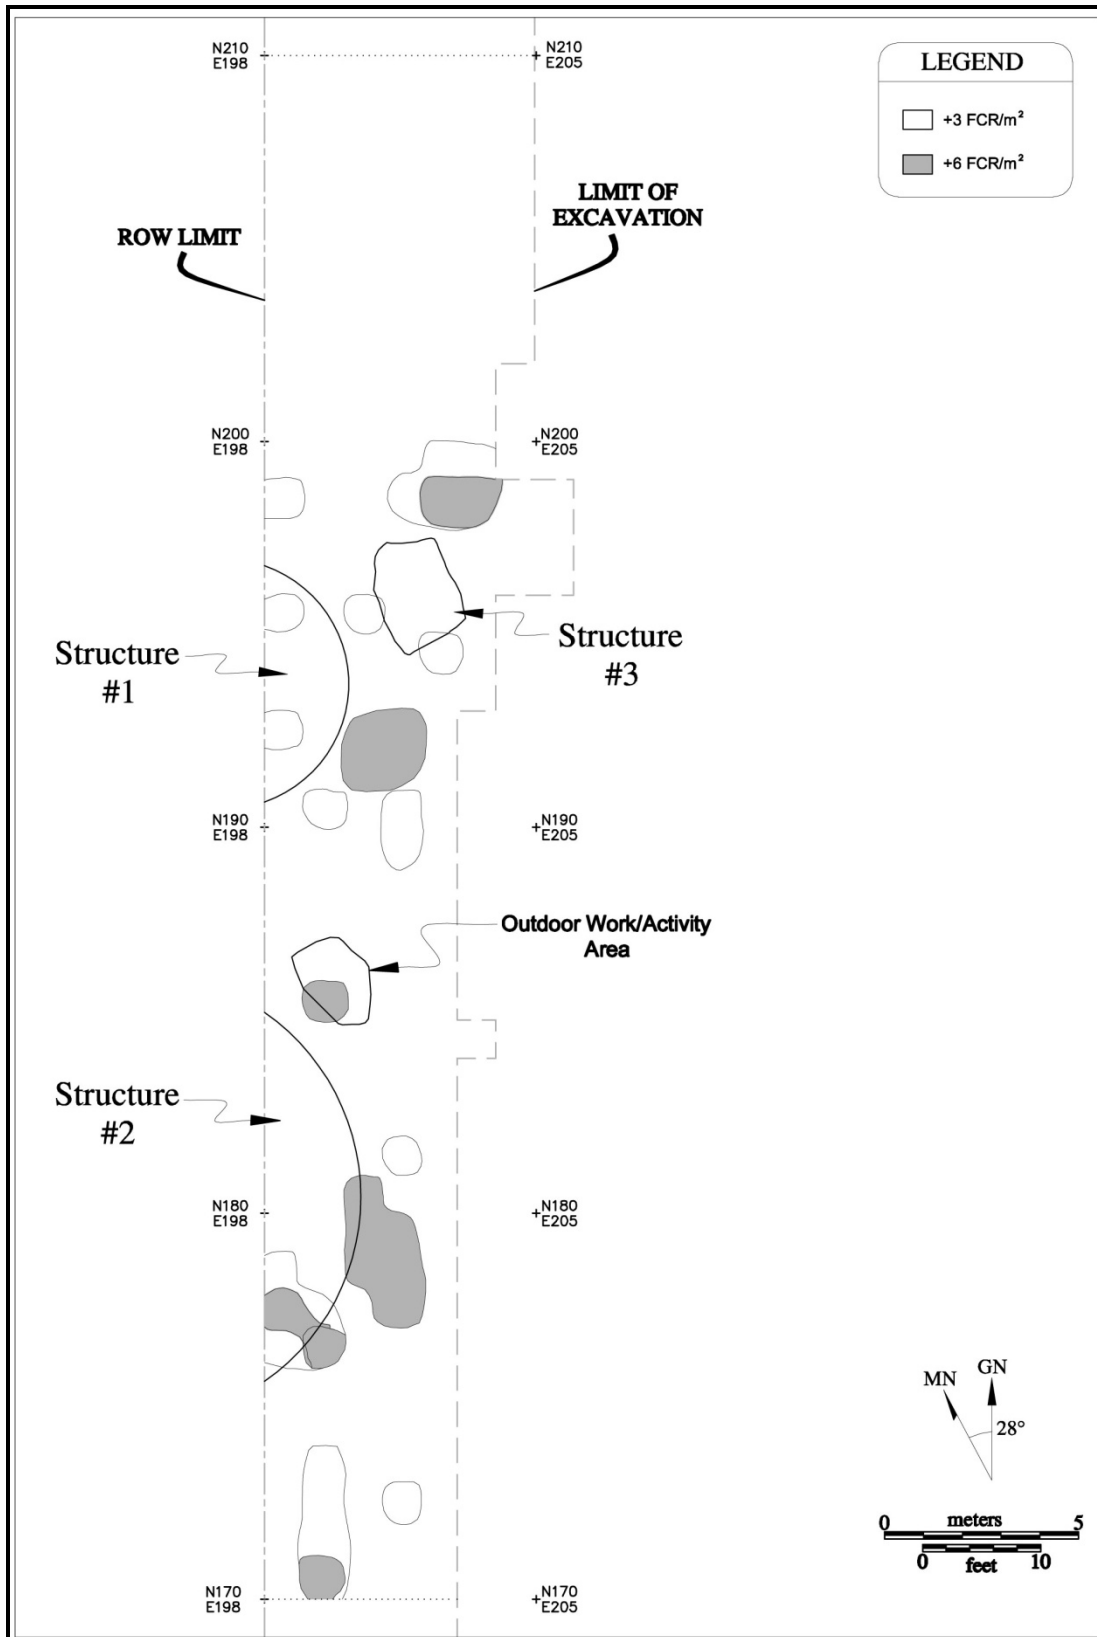 N210
E198
N210
E205
LEGEND
+3 FCR/m²
+6 FCR/m²
LIMIT OF
EXCAVATION
ROW LIMIT
N200
E198
N200
E205
Structure
#1
Structure
#3
N190
E198
N190
E205
Outdoor Work/Activity
Area
Structure
#2
N180
E198
N180
E205
MN
GN
28°
0 meters 5
0 feet 10
N170
E198
N170
E205